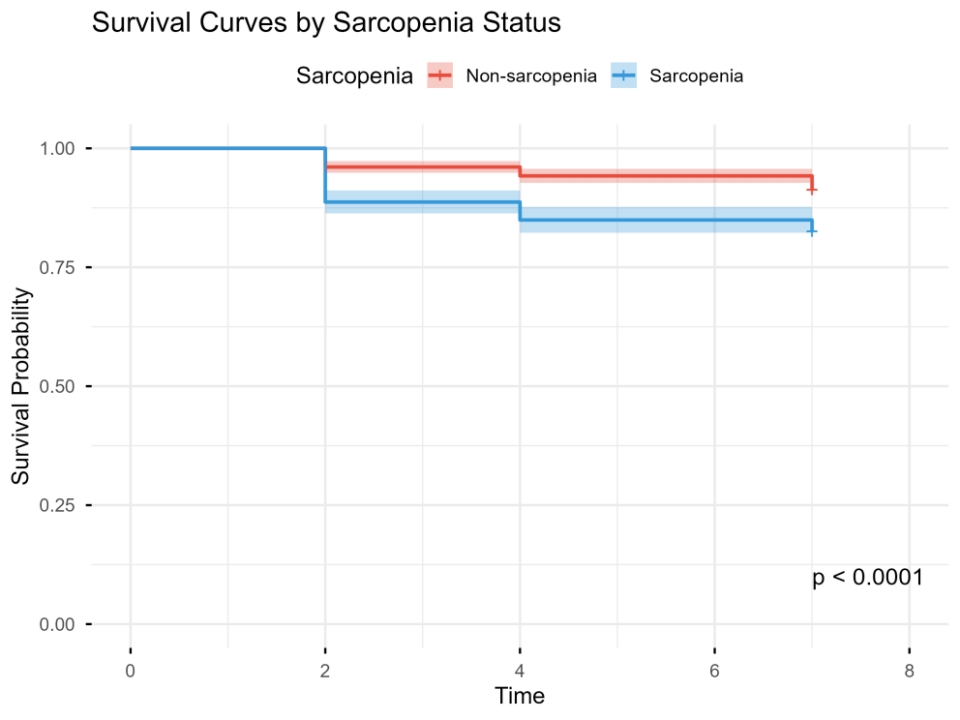 Survival Curves by Sarcopenia Status
Sarcopenia Non-sarcopenia Sarcopenia
1.00
0.75
0.50
0.25
0.00
Survival Probability
p < 0.0001
0 2 4 6 8
Time